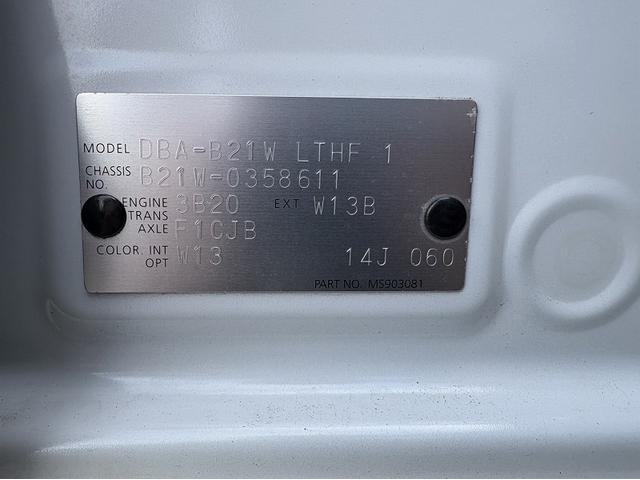 MODEL DBA-B21W LTHF 1
CHASSIS NO. B21W-0358611
ENGINE 3B20 EXT W13B
TRANS AXLE F1CJB
COLOR. INT W13
OPT 14J 060
PART NO. MS903081